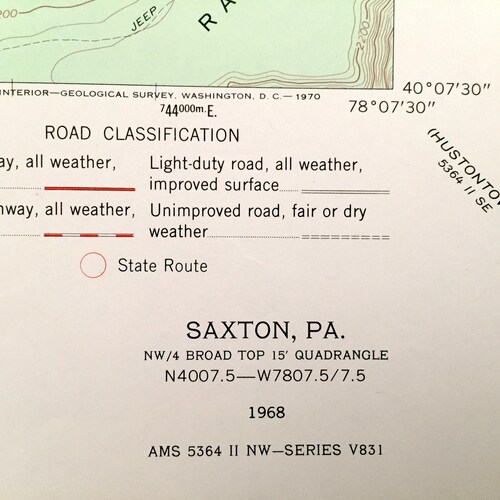 200
JEEP
R A
2200
INTERIOR—GEOLOGICAL SURVEY, WASHINGTON, D. C.—1970
40°07'30"
744000m.E.
78°07'30"
(HUSTONTO
5364 II SE
ROAD CLASSIFICATION
ay, all weather,
Light-duty road, all weather,
improved surface
hway, all weather,
Unimproved road, fair or dry
weather
State Route
SAXTON, PA.
NW/4 BROAD TOP 15' QUADRANGLE
N4007.5—W7807.5/7.5
1968
AMS 5364 II NW—SERIES V831